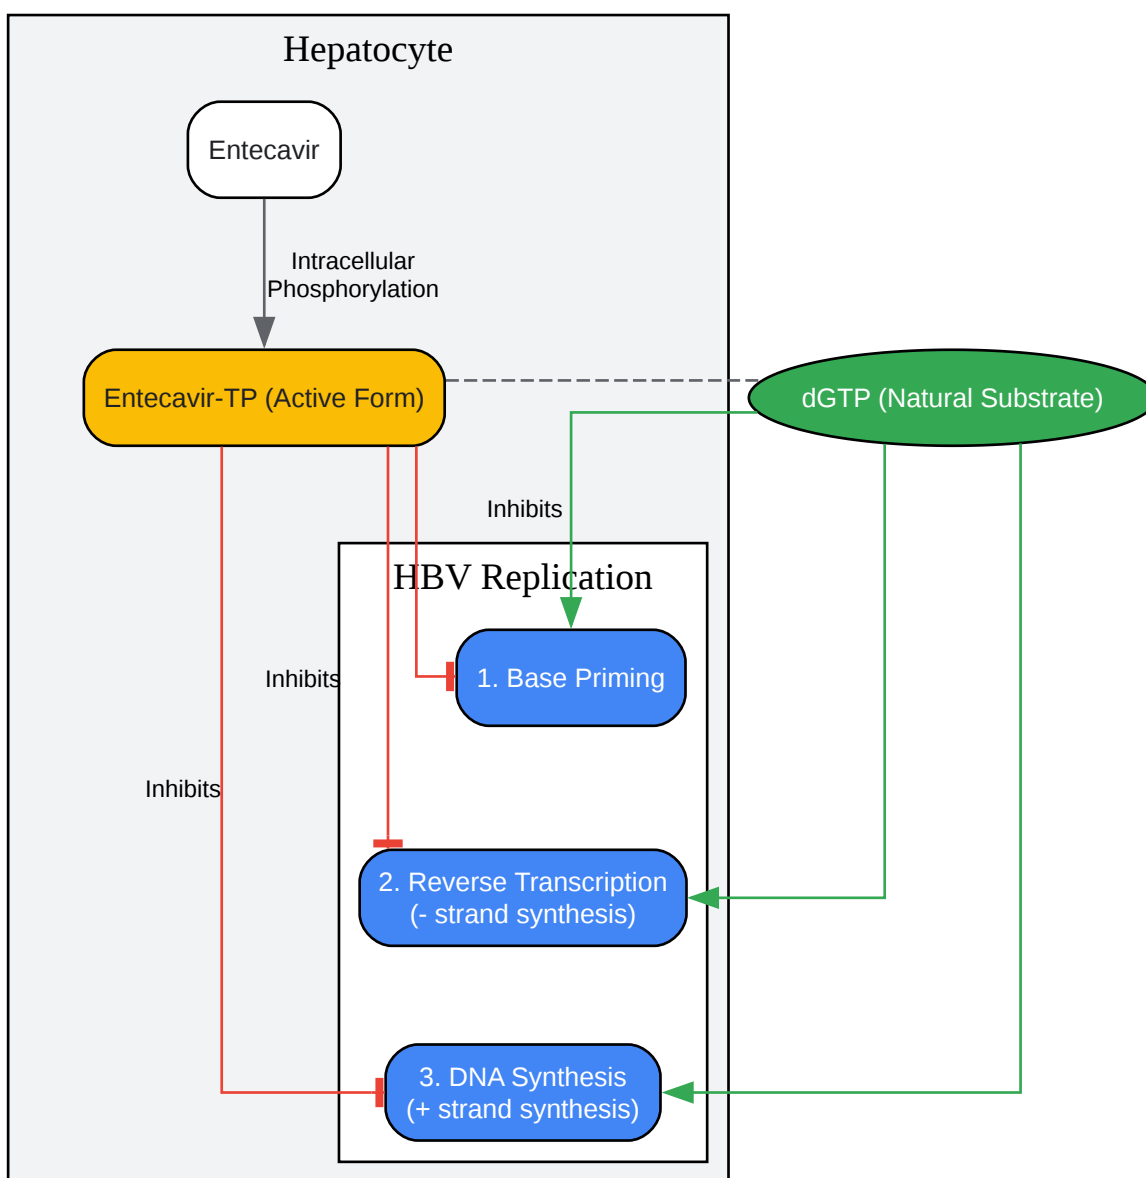 Hepatocyte
Entecavir
Intracellular
Phosphorylation
Entecavir-TP (Active Form)
dGTP (Natural Substrate)
Inhibits
HBV Replication
1. Base Priming
Inhibits
Inhibits
2. Reverse Transcription
(- strand synthesis)
3. DNA Synthesis
(+ strand synthesis)